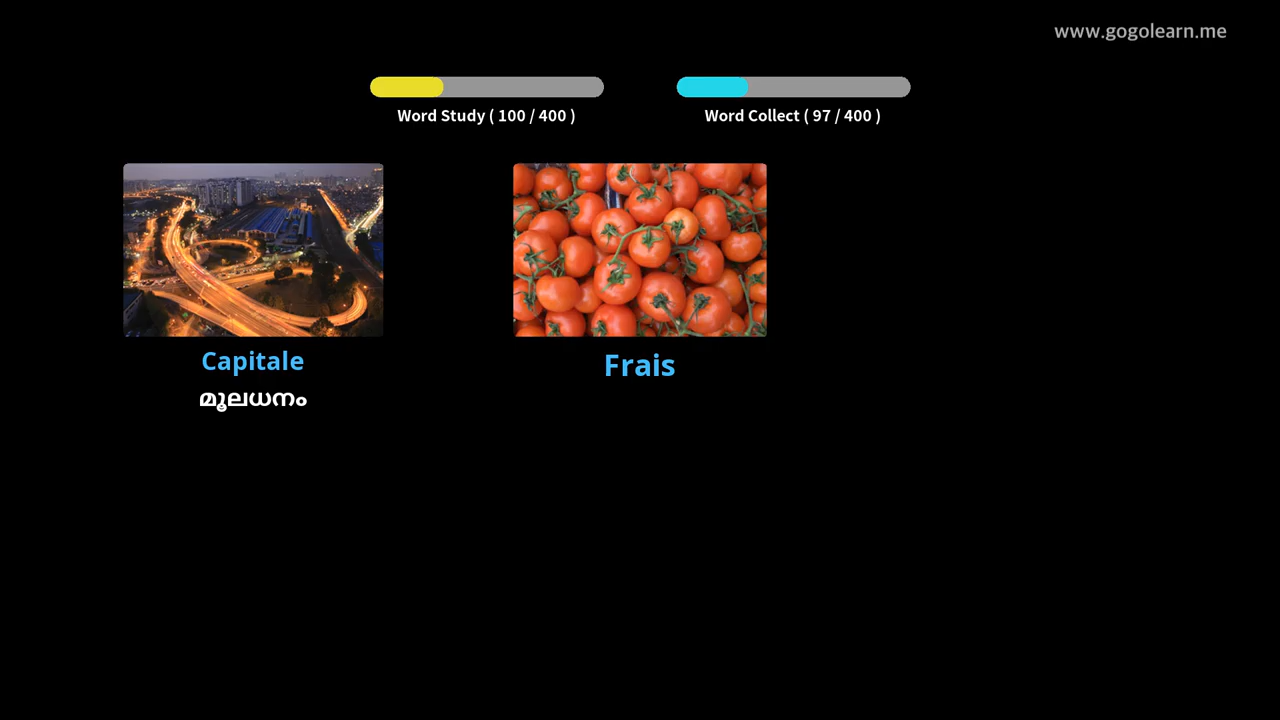 www.gogolearn.me
Word Study ( 100 / 400 )
Word Collect ( 97 / 400 )
Capitale
മൂലധനം
Frais